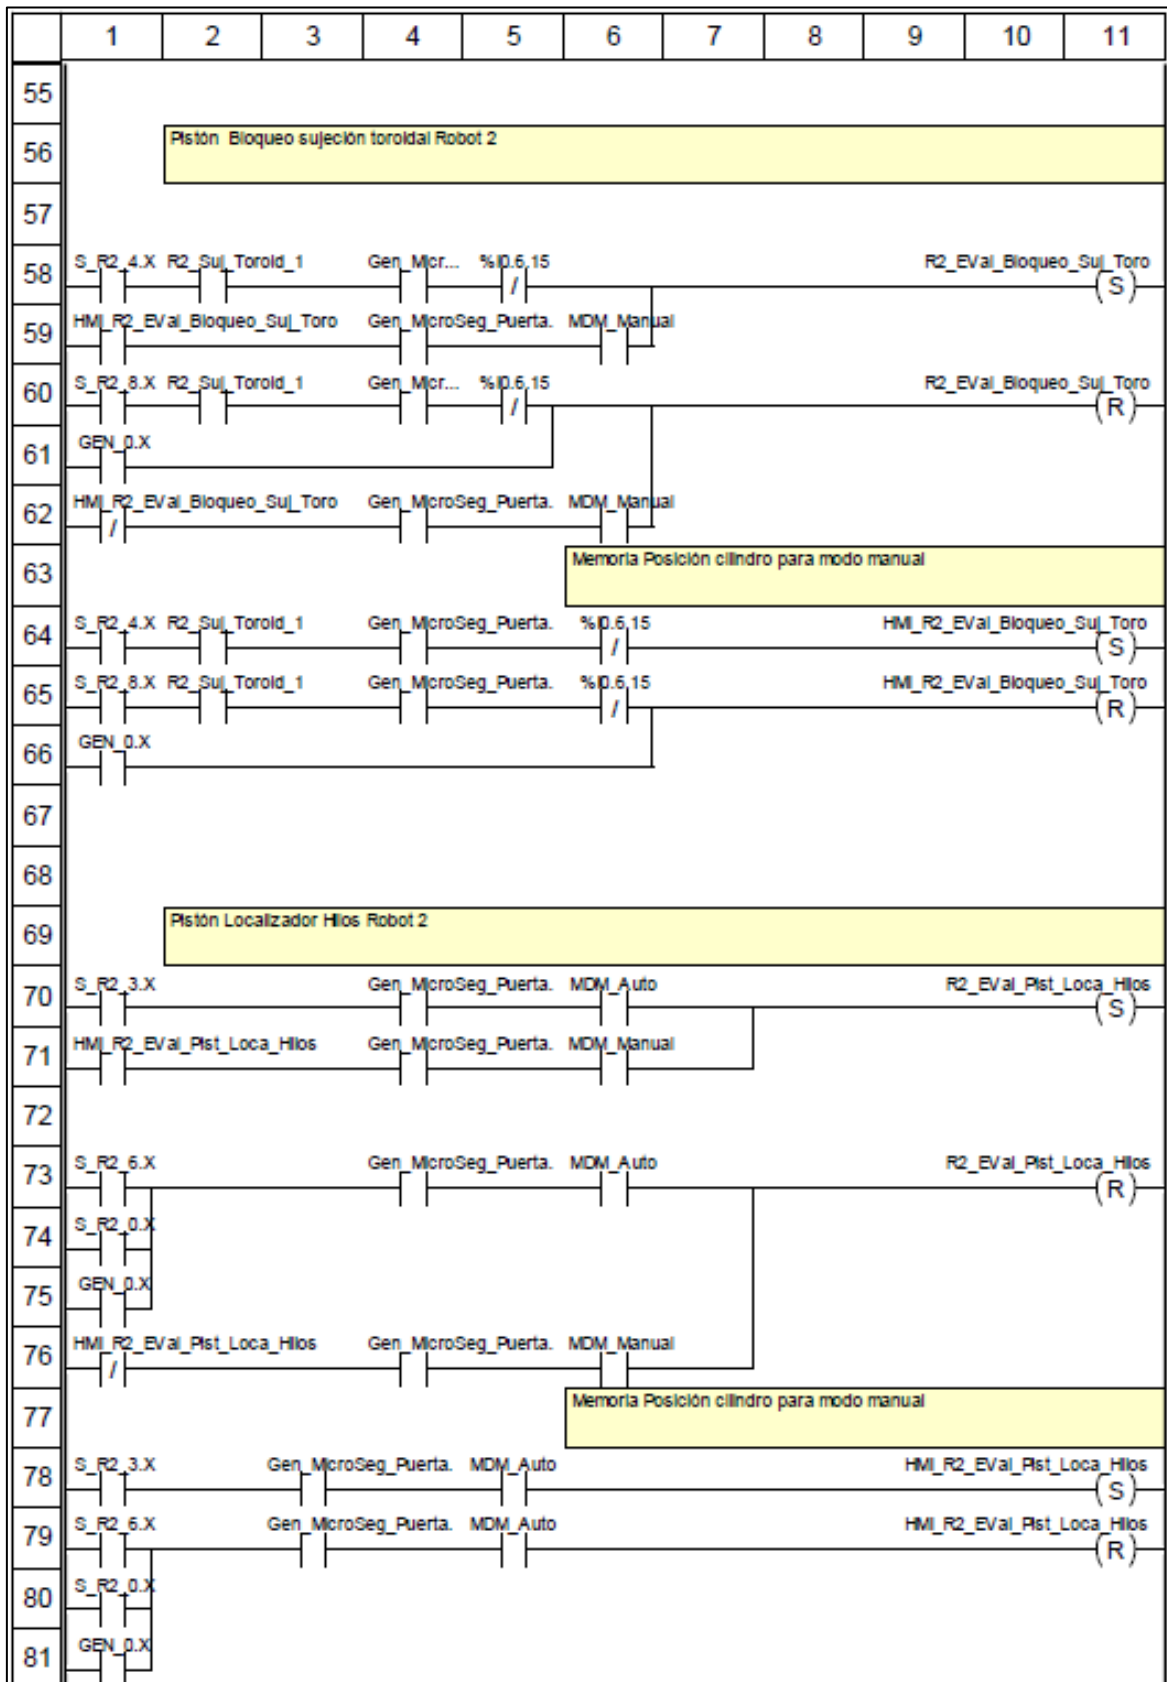 1 2 3 4 5 6 7 8 9 10 11
55
56 Pistón Bloqueo sujeción toroidal Robot 2
57
S_R2_4.X R2_Suj_Toroid_1 Gen_Micr... %I0.6.15 R2_EVal_Bloqueo_Suj_Toro
58 / S
HMI_R2_EVal_Bloqueo_Suj_Toro Gen_MicroSeg_Puerta. MDM_Manual
59
S_R2_8.X R2_Suj_Toroid_1 Gen_Micr... %I0.6.15 R2_EVal_Bloqueo_Suj_Toro
60 / R
GEN_0.X
61
HMI_R2_EVal_Bloqueo_Suj_Toro Gen_MicroSeg_Puerta. MDM_Manual
62 /
63 Memoria Posición cilindro para modo manual
S_R2_4.X R2_Suj_Toroid_1 Gen_MicroSeg_Puerta. %I0.6.15 HMI_R2_EVal_Bloqueo_Suj_Toro
64 / S
S_R2_8.X R2_Suj_Toroid_1 Gen_MicroSeg_Puerta. %I0.6.15 HMI_R2_EVal_Bloqueo_Suj_Toro
65 / R
GEN_0.X
66
67
68
69 Pistón Localizador Hilos Robot 2
S_R2_3.X Gen_MicroSeg_Puerta. MDM_Auto R2_EVal_Pist_Loca_Hilos
70 S
HMI_R2_EVal_Pist_Loca_Hilos Gen_MicroSeg_Puerta. MDM_Manual
71
72
S_R2_6.X Gen_MicroSeg_Puerta. MDM_Auto R2_EVal_Pist_Loca_Hilos
73 R
S_R2_0.X
74
GEN_0.X
75
HMI_R2_EVal_Pist_Loca_Hilos Gen_MicroSeg_Puerta. MDM_Manual
76 /
77 Memoria Posición cilindro para modo manual
S_R2_3.X Gen_MicroSeg_Puerta. MDM_Auto HMI_R2_EVal_Pist_Loca_Hilos
78 S
S_R2_6.X Gen_MicroSeg_Puerta. MDM_Auto HMI_R2_EVal_Pist_Loca_Hilos
79 R
S_R2_0.X
80
GEN_0.X
81